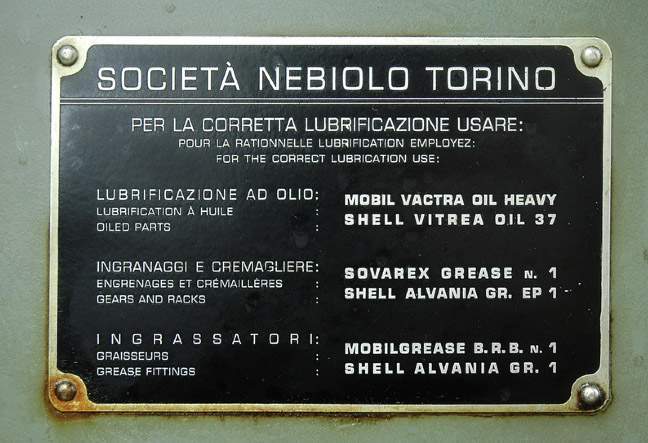 SOCIETÀ NEBIOLO TORINO
PER LA CORRETTA LUBRIFICAZIONE USARE:
POUR LA RATIONNELLE LUBRIFICATION EMPLOYEZ:
FOR THE CORRECT LUBRICATION USE:
LUBRIFICAZIONE AD OLIO: MOBIL VACTRA OIL HEAVY
LUBRIFICATION À HUILE : SHELL VITREA OIL 37
OILED PARTS :
INGRANAGGI E CREMAGLIERE: SOVAREX GREASE N. 1
ENGRENAGES ET CRÉMAILLÈRES : SHELL ALVANIA GR. EP 1
GEARS AND RACKS :
INGRASSATORI: MOBILGREASE B.R.B. N. 1
GRAISSEURS : SHELL ALVANIA GR. 1
GREASE FITTINGS :